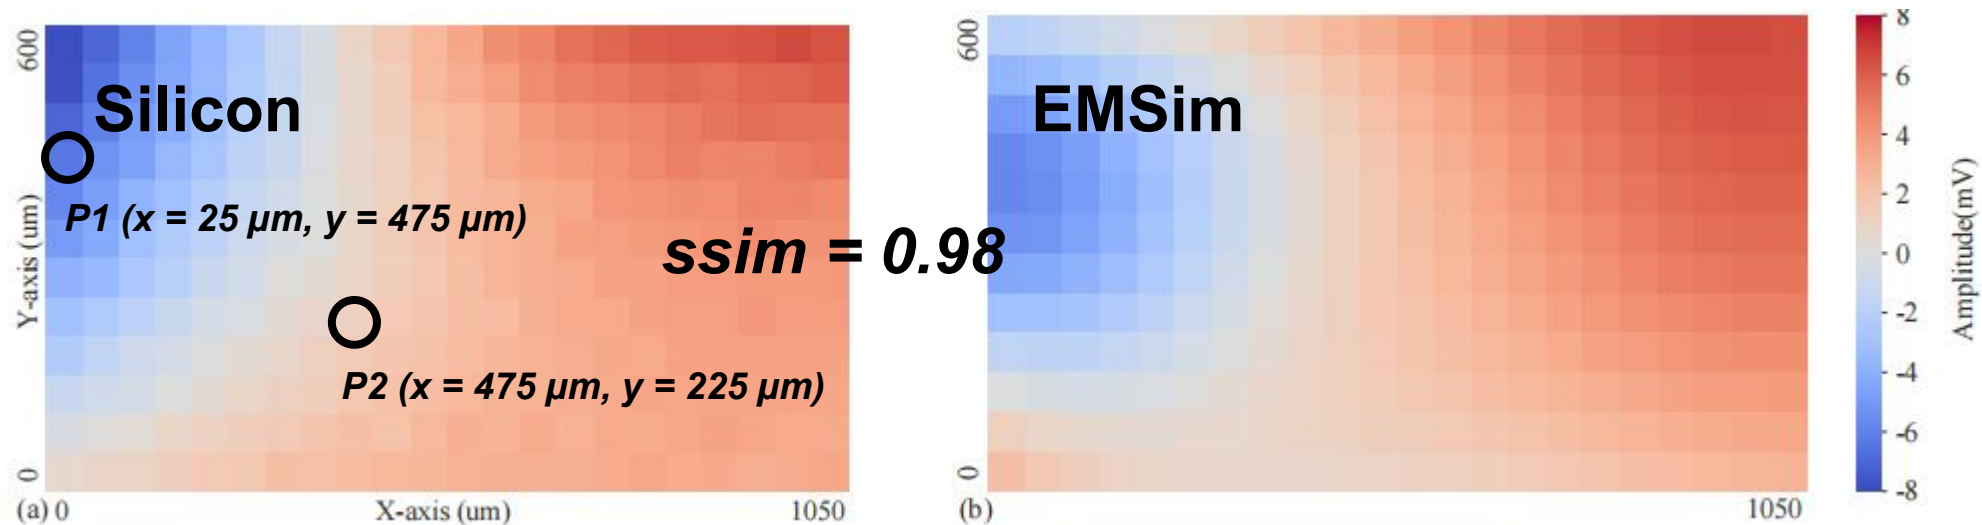 600
Silicon
P1 (x = 25 µm, y = 475 µm)
Y-axis (um)
P2 (x = 475 µm, y = 225 µm)
0
(a) 0
X-axis (um)
1050
ssim = 0.98
600
EMSim
0
(b)
1050
8
6
4
2
0
-2
-4
-6
-8
Amplitude(mV)